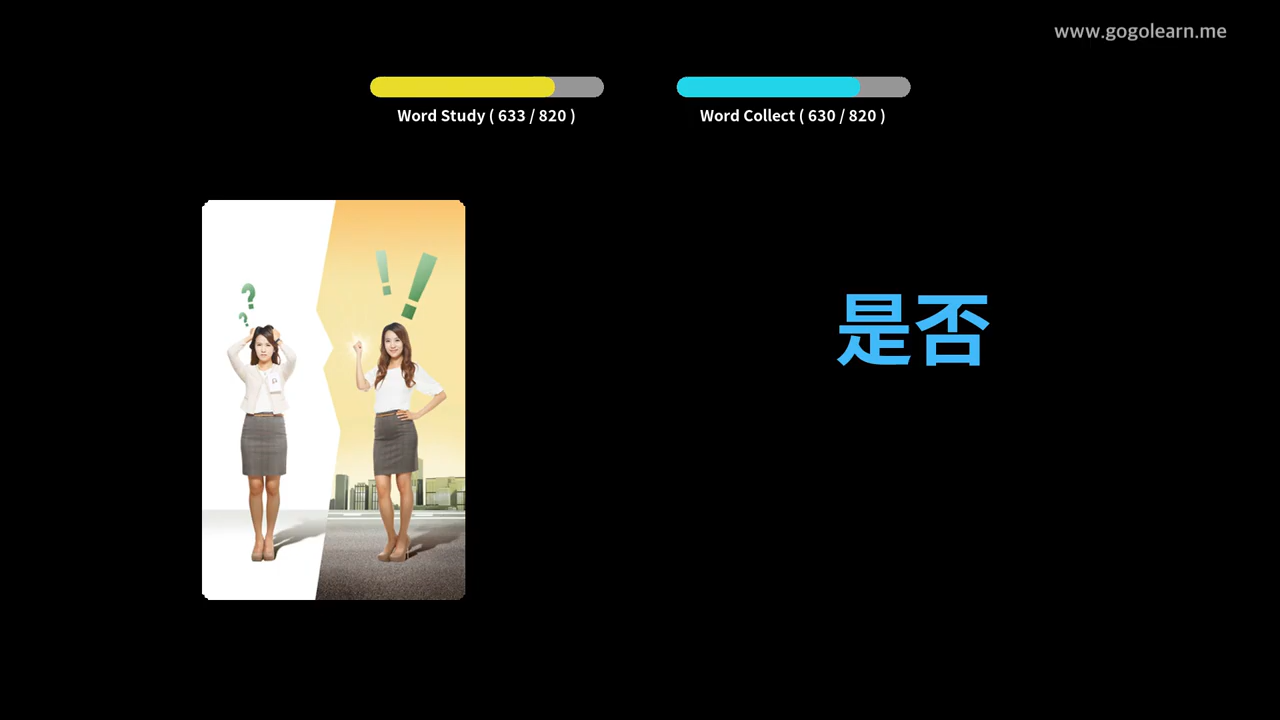 www.gogolearn.me
Word Study ( 633 / 820 )
Word Collect ( 630 / 820 )
? ?
! !
是否